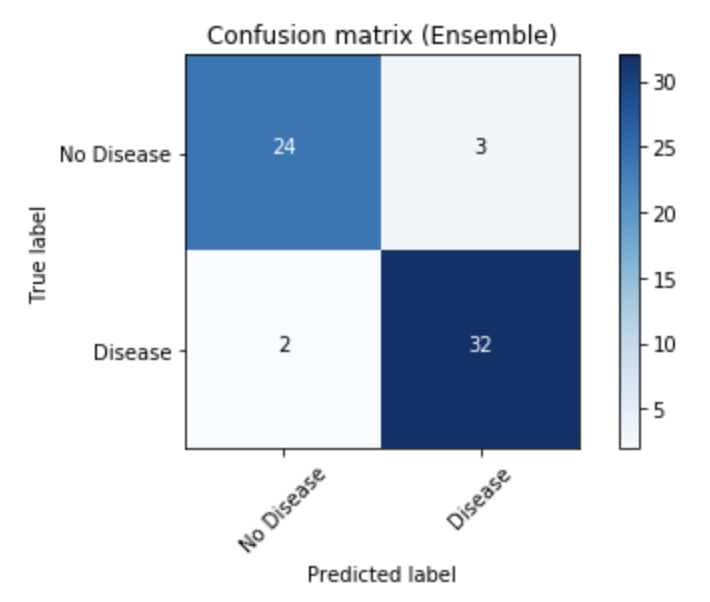 Confusion matrix (Ensemble)
No Disease
24
3
30
25
20
15
10
5
True label
Disease
2
32
No Disease
Disease
Predicted label